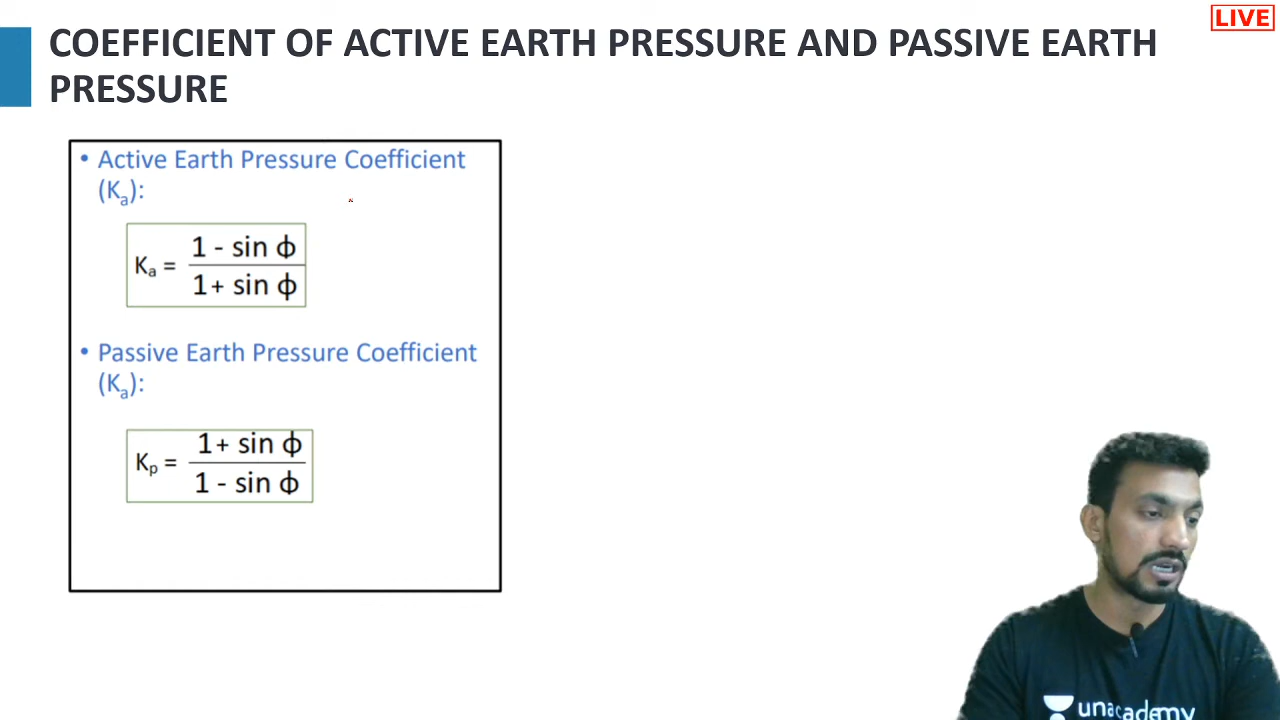 LIVE
COEFFICIENT OF ACTIVE EARTH PRESSURE AND PASSIVE EARTH
PRESSURE
• Active Earth Pressure Coefficient
(Kₐ):
Kₐ = (1 - sin ϕ) / (1+ sin ϕ)
• Passive Earth Pressure Coefficient
(Kₐ):
Kₚ = (1+ sin ϕ) / (1 - sin ϕ)
unacademy